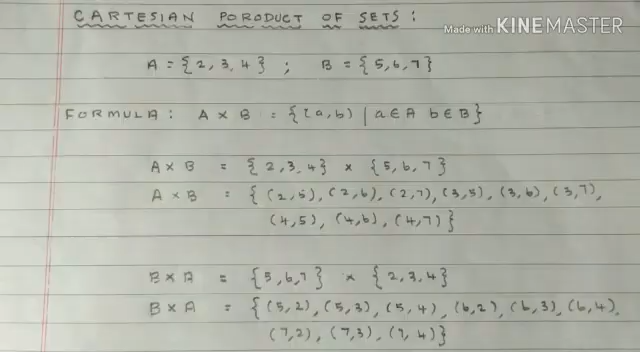 CARTESIAN PORODUCT OF SETS :
Made with KINEMASTER
A = {2, 3, 4} ; B = {5, 6, 7}
FORMULA : A × B = {(a, b) | a ∈ A b ∈ B}
A × B = {2, 3, 4} × {5, 6, 7}
A × B = {(2, 5), (2, 6), (2, 7), (3, 5), (3, 6), (3, 7),
(4, 5), (4, 6), (4, 7)}
B × A = {5, 6, 7} × {2, 3, 4}
B × A = {(5, 2), (5, 3), (5, 4), (6, 2), (6, 3), (6, 4),
(7, 2), (7, 3), (7, 4)}